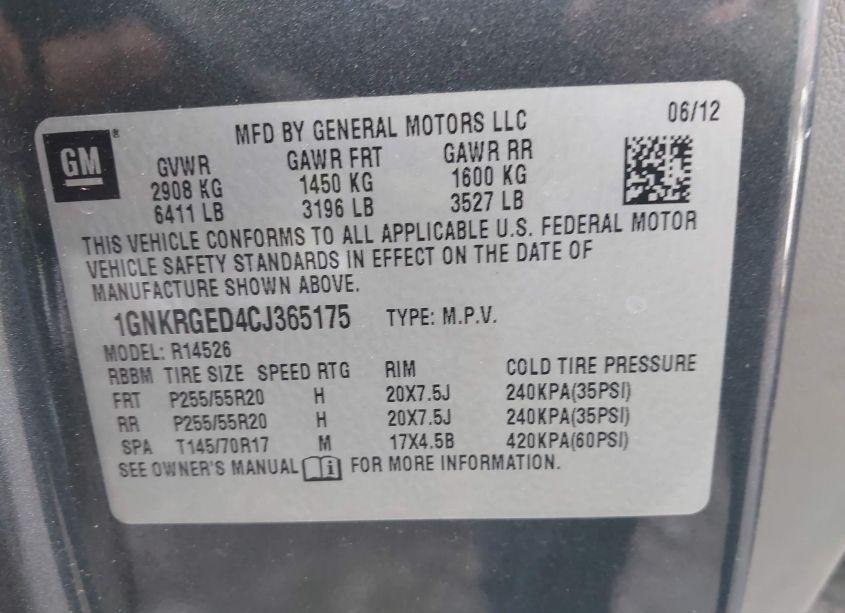 06/12
GM®
MFD BY GENERAL MOTORS LLC
GVWR GAWR FRT GAWR RR
2908 KG 1450 KG 1600 KG
6411 LB 3196 LB 3527 LB
THIS VEHICLE CONFORMS TO ALL APPLICABLE U.S. FEDERAL MOTOR
VEHICLE SAFETY STANDARDS IN EFFECT ON THE DATE OF
MANUFACTURE SHOWN ABOVE.
1GNKRGED4CJ365175 TYPE: M.P.V.
MODEL: R14526
RBBM TIRE SIZE SPEED RTG RIM COLD TIRE PRESSURE
FRT P255/55R20 H 20X7.5J 240KPA(35PSI)
RR P255/55R20 H 20X7.5J 240KPA(35PSI)
SPA T145/70R17 M 17X4.5B 420KPA(60PSI)
SEE OWNER'S MANUAL FOR MORE INFORMATION.